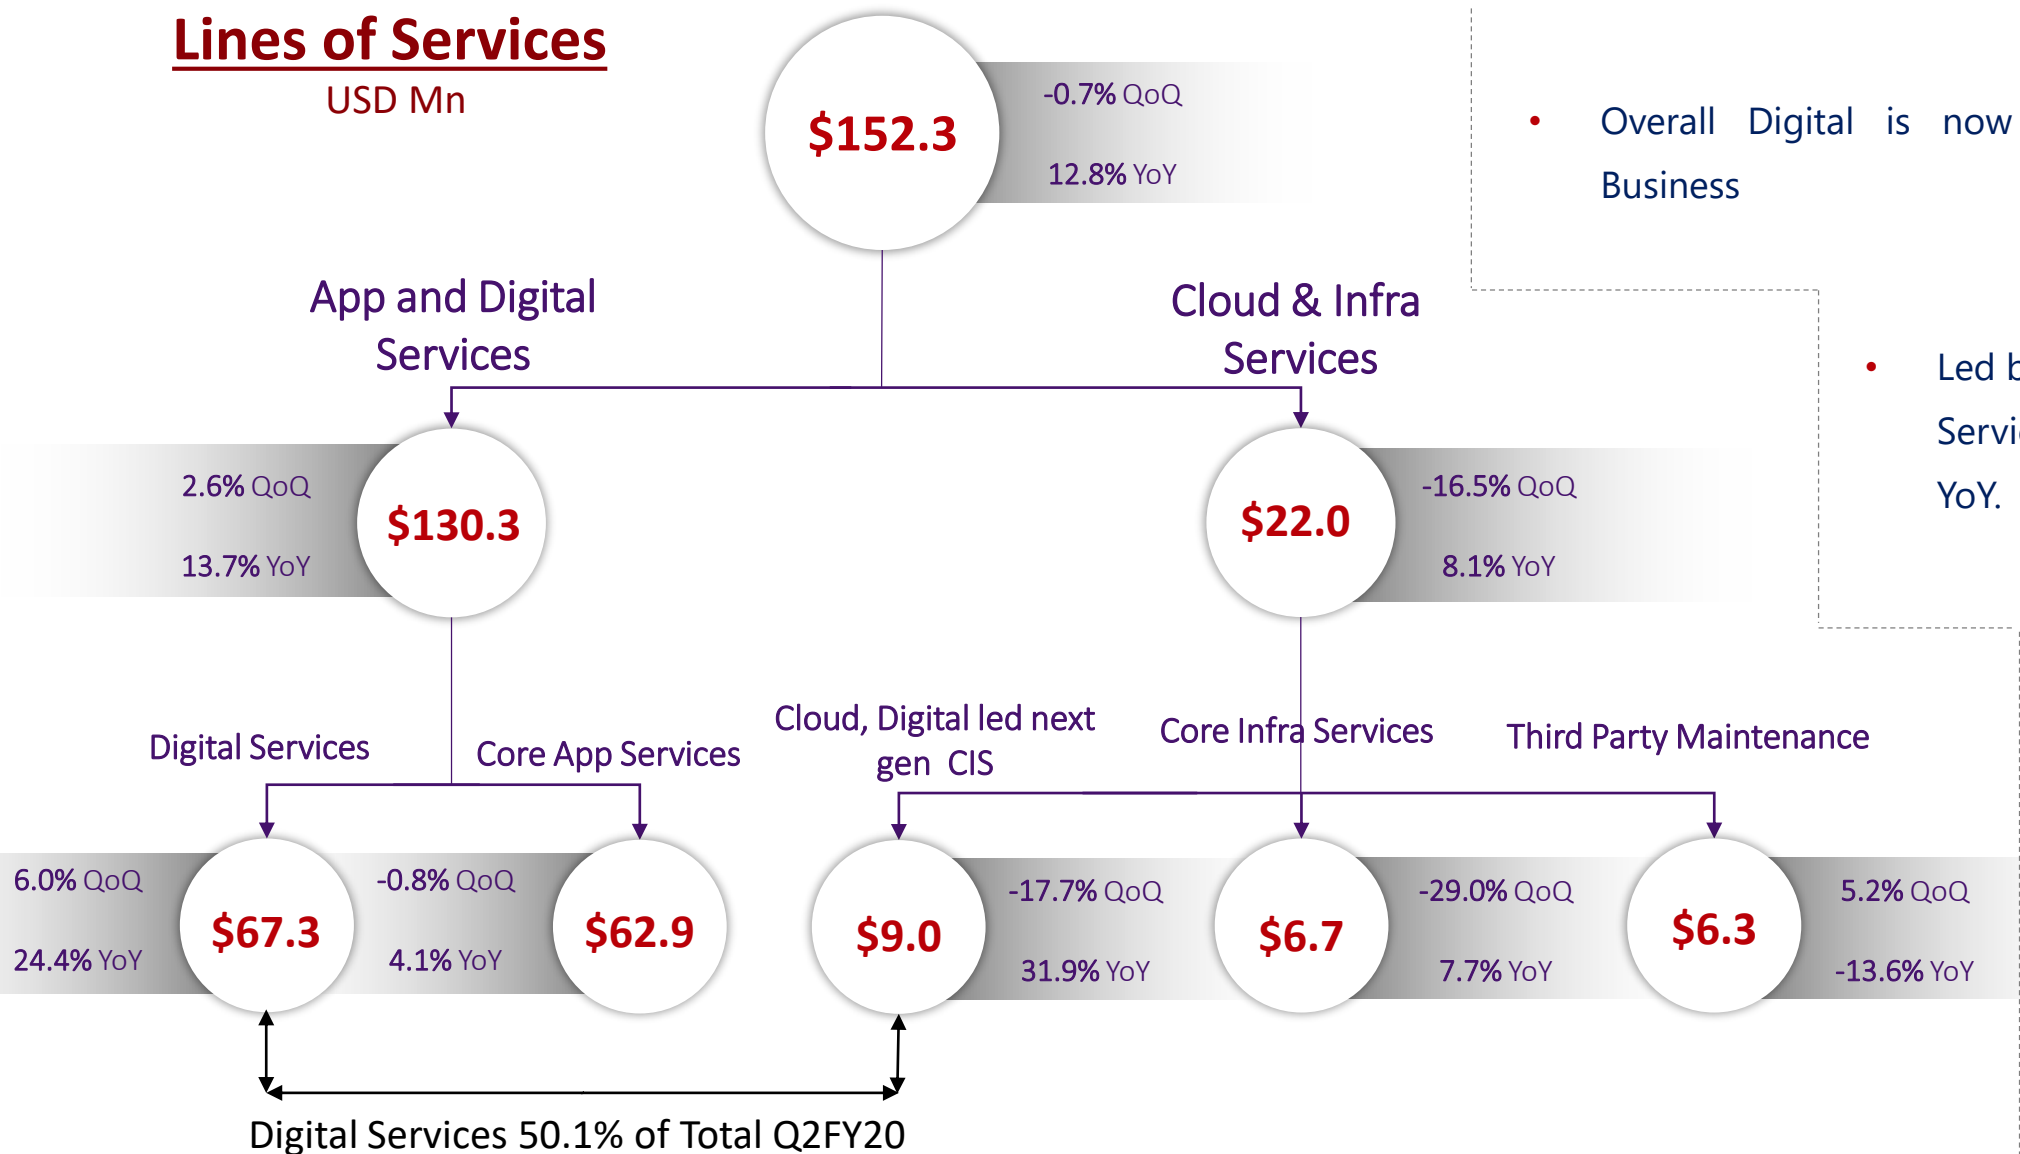 Lines of Services
USD Mn
$152.3
-0.7% QoQ
12.8% YoY
• Overall Digital is now
Business
App and Digital
Services
Cloud & Infra
Services
• Led
YoY.
2.6% QoQ
13.7% YoY
$130.3
$22.0
-16.5% QoQ
8.1% YoY
Digital Services
Core App Services
Cloud, Digital led next
gen CIS
Core Infra Services
Third Party Maintenance
6.0% QoQ
24.4% YoY
$67.3
-0.8% QoQ
4.1% YoY
$62.9
$9.0
-17.7% QoQ
31.9% YoY
$6.7
-29.0% QoQ
7.7% YoY
$6.3
5.2% QoQ
-13.6% YoY
Digital Services 50.1% of Total Q2FY20